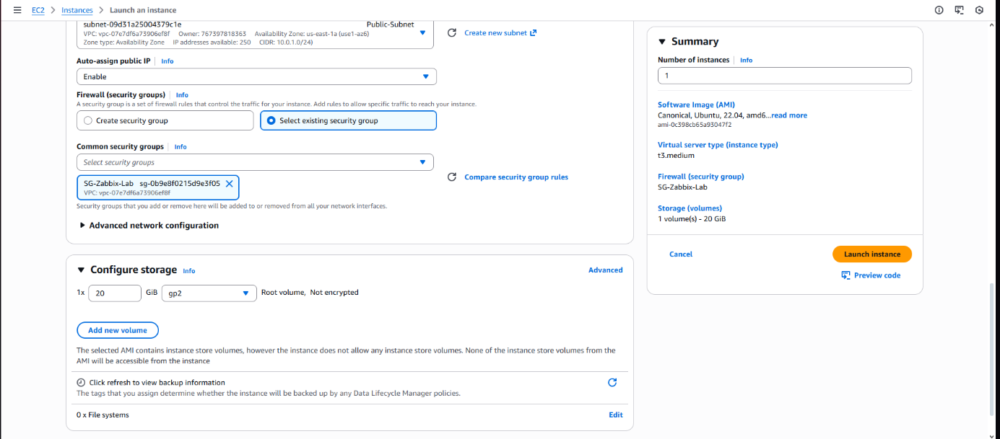 EC2 > Instances > Launch an instance
subnet-09d31a25004379c1e Public-Subnet
VPC: vpc-07e7df6a73906ef8f Owner: 767397818363 Availability Zone: us-east-1a (use1-az6)
Zone type: Availability Zone IP addresses available: 250 CIDR: 10.0.1.0/24)
Create new subnet
Auto-assign public IP Info
Enable
Firewall (security groups) Info
A security group is a set of firewall rules that control the traffic for your instance. Add rules to allow specific traffic to reach your instance.
Create security group
Select existing security group
Common security groups Info
Select security groups
SG-Zabbix-Lab sg-0b9e8f0215d9e3f05
VPC: vpc-07e7df6a73906ef8f
Compare security group rules
Security groups that you add or remove here will be added to or removed from all your network interfaces.
Advanced network configuration
Configure storage Info
Advanced
1x 20 GiB gp2 Root volume, Not encrypted
Add new volume
The selected AMI contains instance store volumes, however the instance does not allow any instance store volumes. None of the instance store volumes from the
AMI will be accessible from the instance
Click refresh to view backup information
The tags that you assign determine whether the instance will be backed up by any Data Lifecycle Manager policies.
0 x File systems
Edit
Summary
Number of instances Info
1
Software Image (AMI)
Canonical, Ubuntu, 22.04, amd6...read more
ami-0c398cb65a93047f2
Virtual server type (instance type)
t3.medium
Firewall (security group)
SG-Zabbix-Lab
Storage (volumes)
1 volume(s) - 20 GiB
Cancel
Launch instance
Preview code